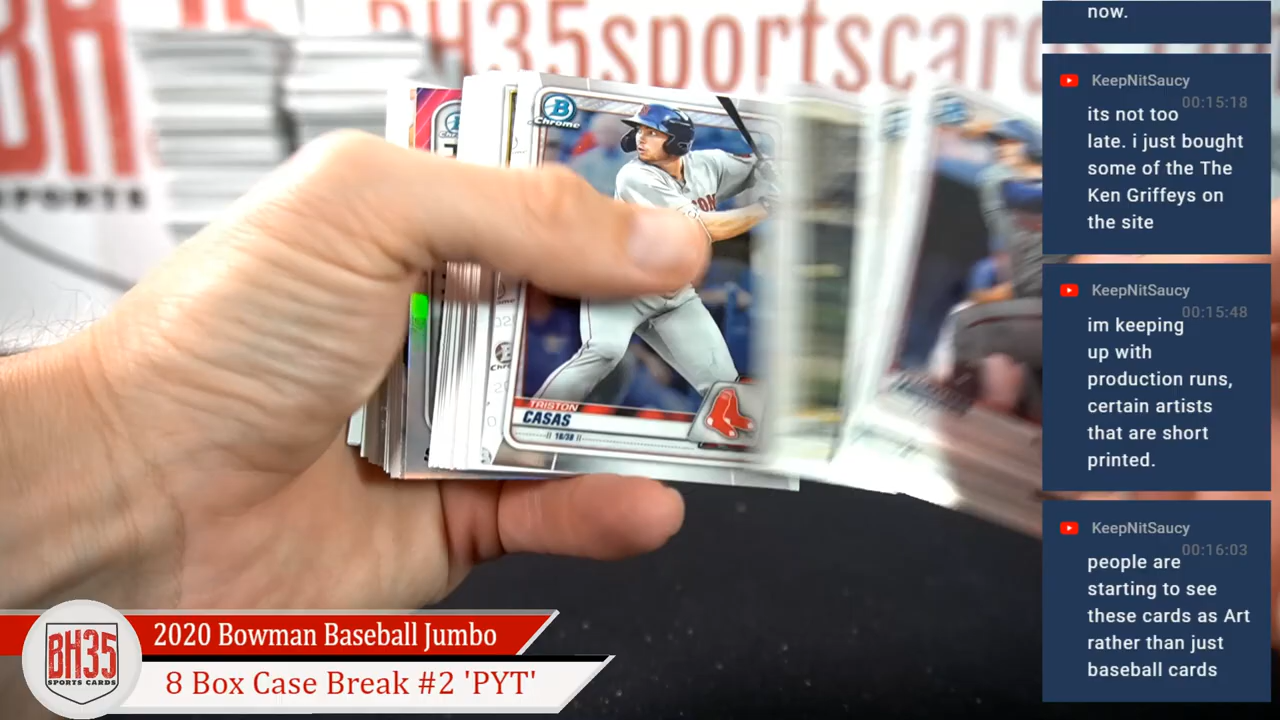 BH35sportscards.com
SPORTS
B
Chrome
TRISTON
CASAS
// 18/38 //
now.
KeepNitSaucy
00:15:18
its not too
late. i just bought
some of the The
Ken Griffeys on
the site
KeepNitSaucy
00:15:48
im keeping
up with
production runs,
certain artists
that are short
printed.
KeepNitSaucy
00:16:03
people are
starting to see
these cards as Art
rather than just
baseball cards
BH35
SPORTS CARDS
2020 Bowman Baseball Jumbo
8 Box Case Break #2 'PYT'